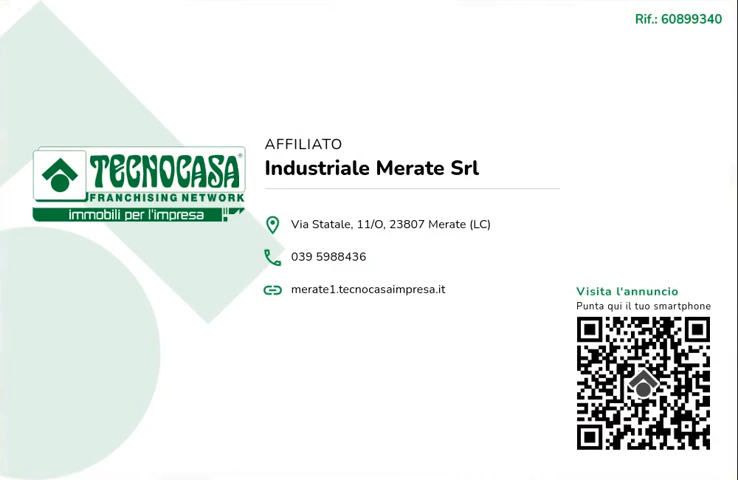 Rif.: 60899340
TECNOCASA®
FRANCHISING NETWORK
immobili per l'impresa
AFFILIATO
Industriale Merate Srl
Via Statale, 11/O, 23807 Merate (LC)
039 5988436
merate1.tecnocasaimpresa.it
Visita l'annuncio
Punta qui il tuo smartphone